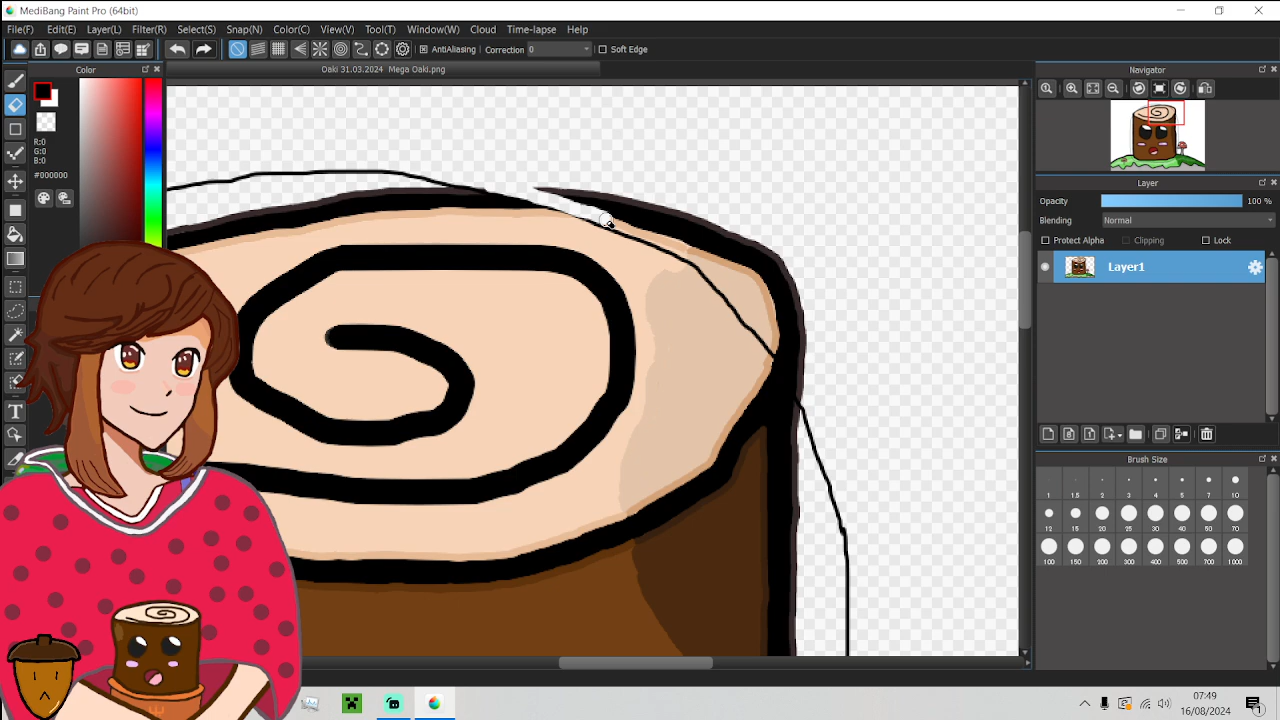 MediBang Paint Pro (64bit)
File(F) Edit(E) Layer(L) Filter(R) Select(S) Snap(N) Color(C) View(V) Tool(T) Window(W) Cloud Time-lapse Help
AntiAliasing Correction 0 Soft Edge
Color
Oaki 31.03.2024 Mega Oaki.png
Navigator
R:0
G:0
B:0
#000000
Layer
Opacity 100 %
Blending Normal
Protect Alpha Clipping Lock
Layer1
T
Brush Size
1 1.5 2 3 4 5 7 10
12 15 20 25 30 40 50 70
100 150 200 300 400 500 700 1000
07:49
16/08/2024
1